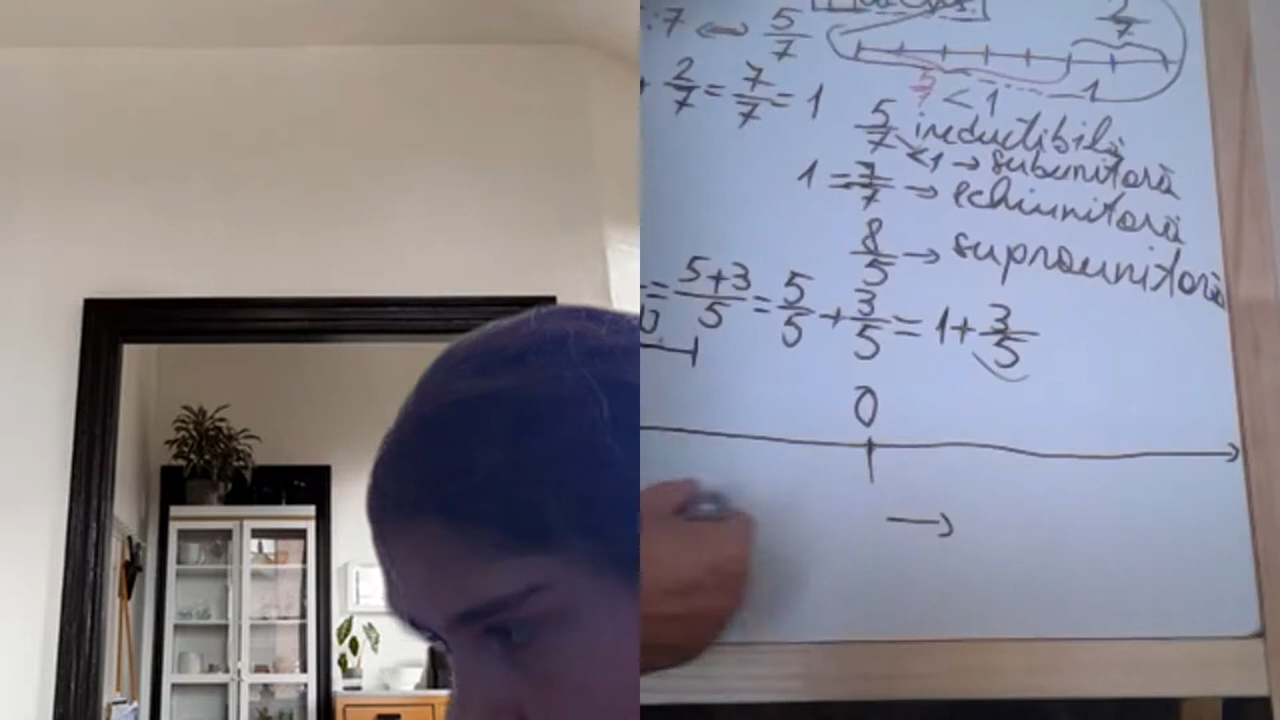 :7 ↔ 5/7
2/7
+ 2/7 = 7/7 = 1
5/7 < 1
1
5/7 ireductibilă
<1 → subunitară
1 = 7/7 → echiunitară
8/5 → supraunitară
= (5+3)/5 = 5/5 + 3/5 = 1 + 3/5
0
→